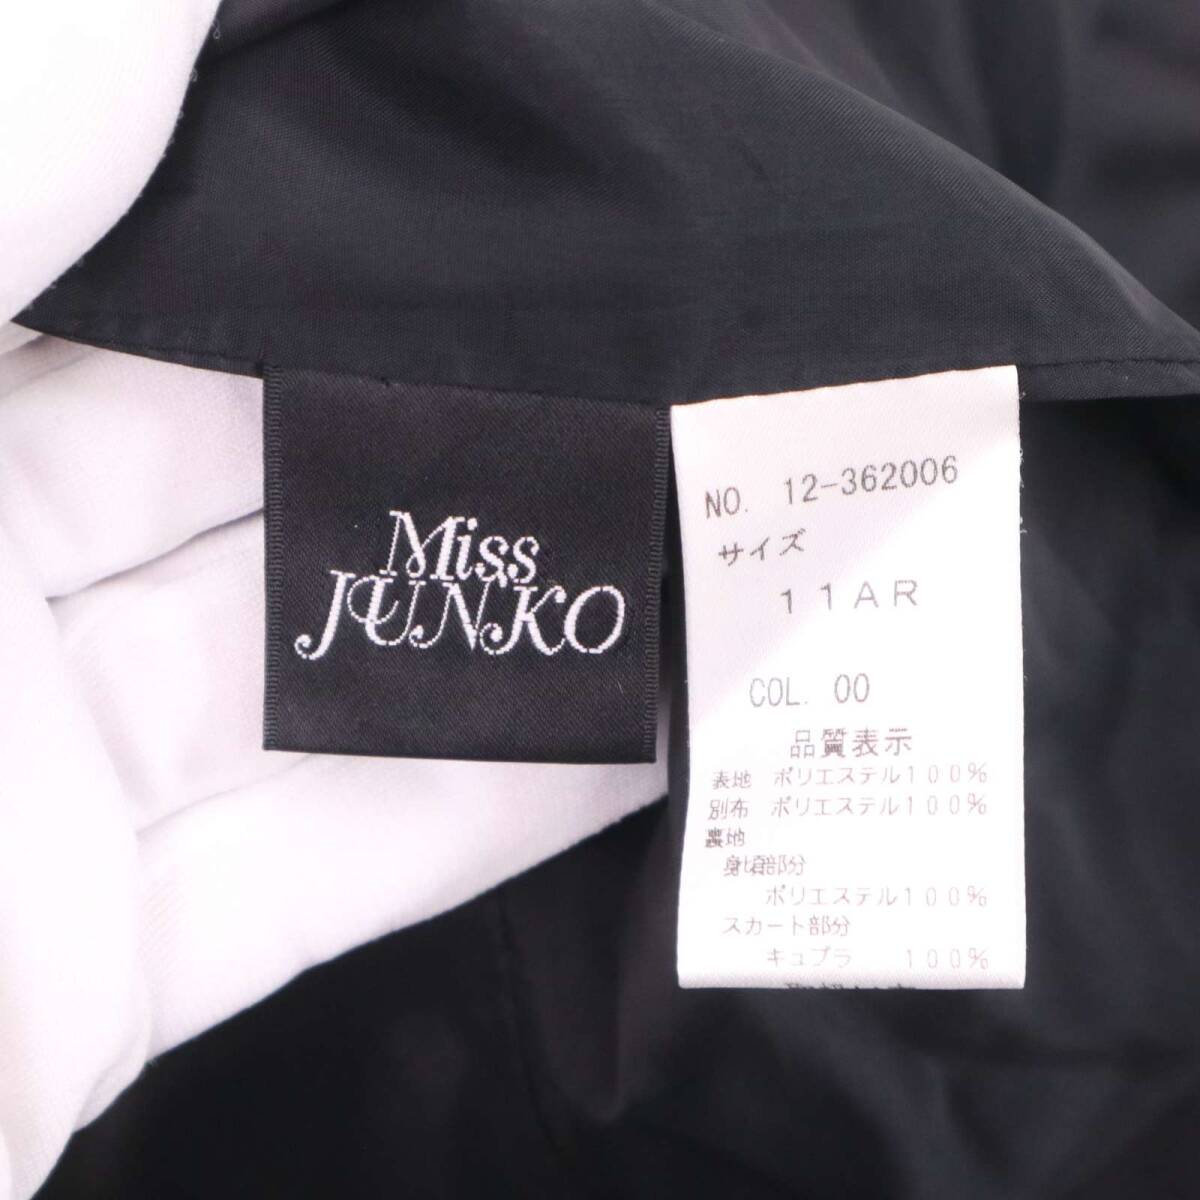 Miss
JUNKO
NO. 12-362006
サイズ
11AR
COL. 00
品質表示
表地 ポリエステル100%
別布 ポリエステル100%
裏地
身頃部分
ポリエステル100%
スカート部分
キュプラ 100%